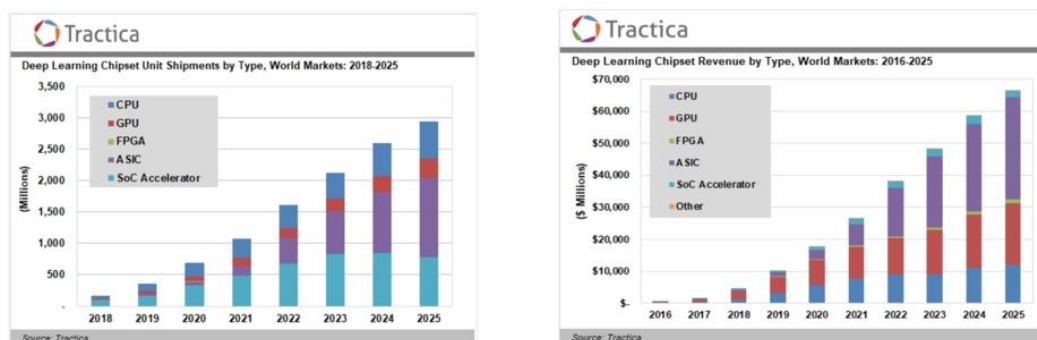 Tractica
Deep Learning Chipset Unit Shipments by Type, World Markets: 2018-2025
3,500
3,000
2,500
2,000
1,500
1,000
500
-
(Millions)
CPU
GPU
FPGA
ASIC
SoC Accelerator
2018 2019 2020 2021 2022 2023 2024 2025
Source: Tractica
Tractica
Deep Learning Chipset Revenue by Type, World Markets: 2016-2025
$70,000
$60,000
$50,000
$40,000
$30,000
$20,000
$10,000
$-
($ Millions)
CPU
GPU
FPGA
ASIC
SoC Accelerator
Other
2016 2017 2018 2019 2020 2021 2022 2023 2024 2025
Source: Tractica